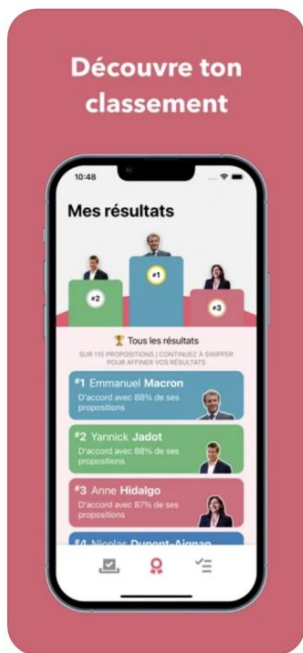 Découvre ton
classement
10:48
Mes résultats
#1
#2
#3
🏆 Tous les résultats
SUR 115 PROPOSITIONS | CONTINUEZ À SWIPPER
POUR AFFINER VOS RÉSULTATS
#1 Emmanuel Macron
D'accord avec 88% de ses
propositions
#2 Yannick Jadot
D'accord avec 88% de ses
propositions
#3 Anne Hidalgo
D'accord avec 87% de ses
propositions
#4 Nicolas Dupont-Aignan